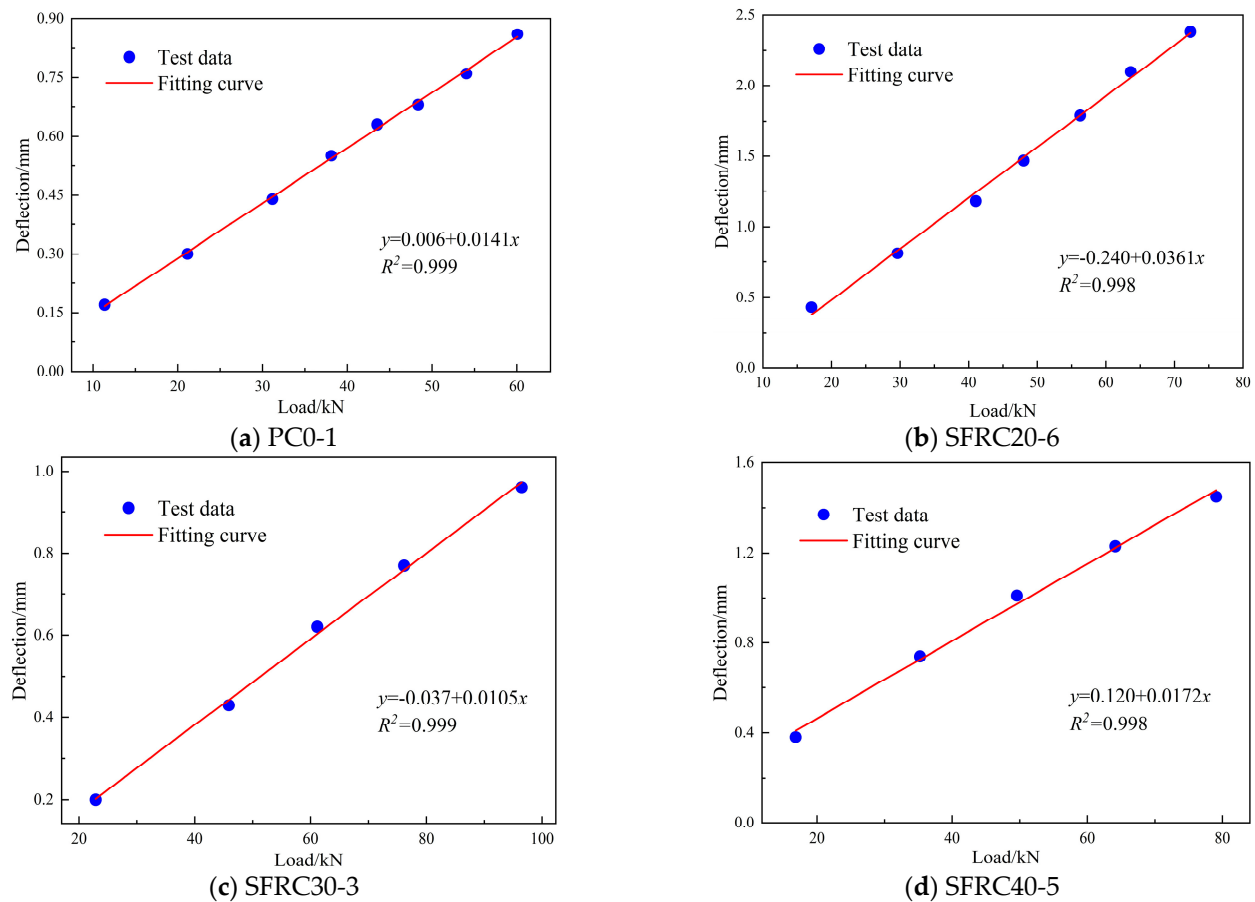 0.90
0.75
0.60
0.45
0.30
0.15
0.00
Deflection/mm
Test data
Fitting curve
y=0.006+0.0141x
R²=0.999
10 20 30 40 50 60
Load/kN
(a) PC0-1
2.5
2.0
1.5
1.0
0.5
0.0
Deflection/mm
Test data
Fitting curve
y=-0.240+0.0361x
R²=0.998
10 20 30 40 50 60 70 80
Load/kN
(b) SFRC20-6
1.0
0.8
0.6
0.4
0.2
Deflection/mm
Test data
Fitting curve
y=-0.037+0.0105x
R²=0.999
20 40 60 80 100
Load/kN
(c) SFRC30-3
1.6
1.2
0.8
0.4
0.0
Deflection/mm
Test data
Fitting curve
y=0.120+0.0172x
R²=0.998
20 40 60 80
Load/kN
(d) SFRC40-5